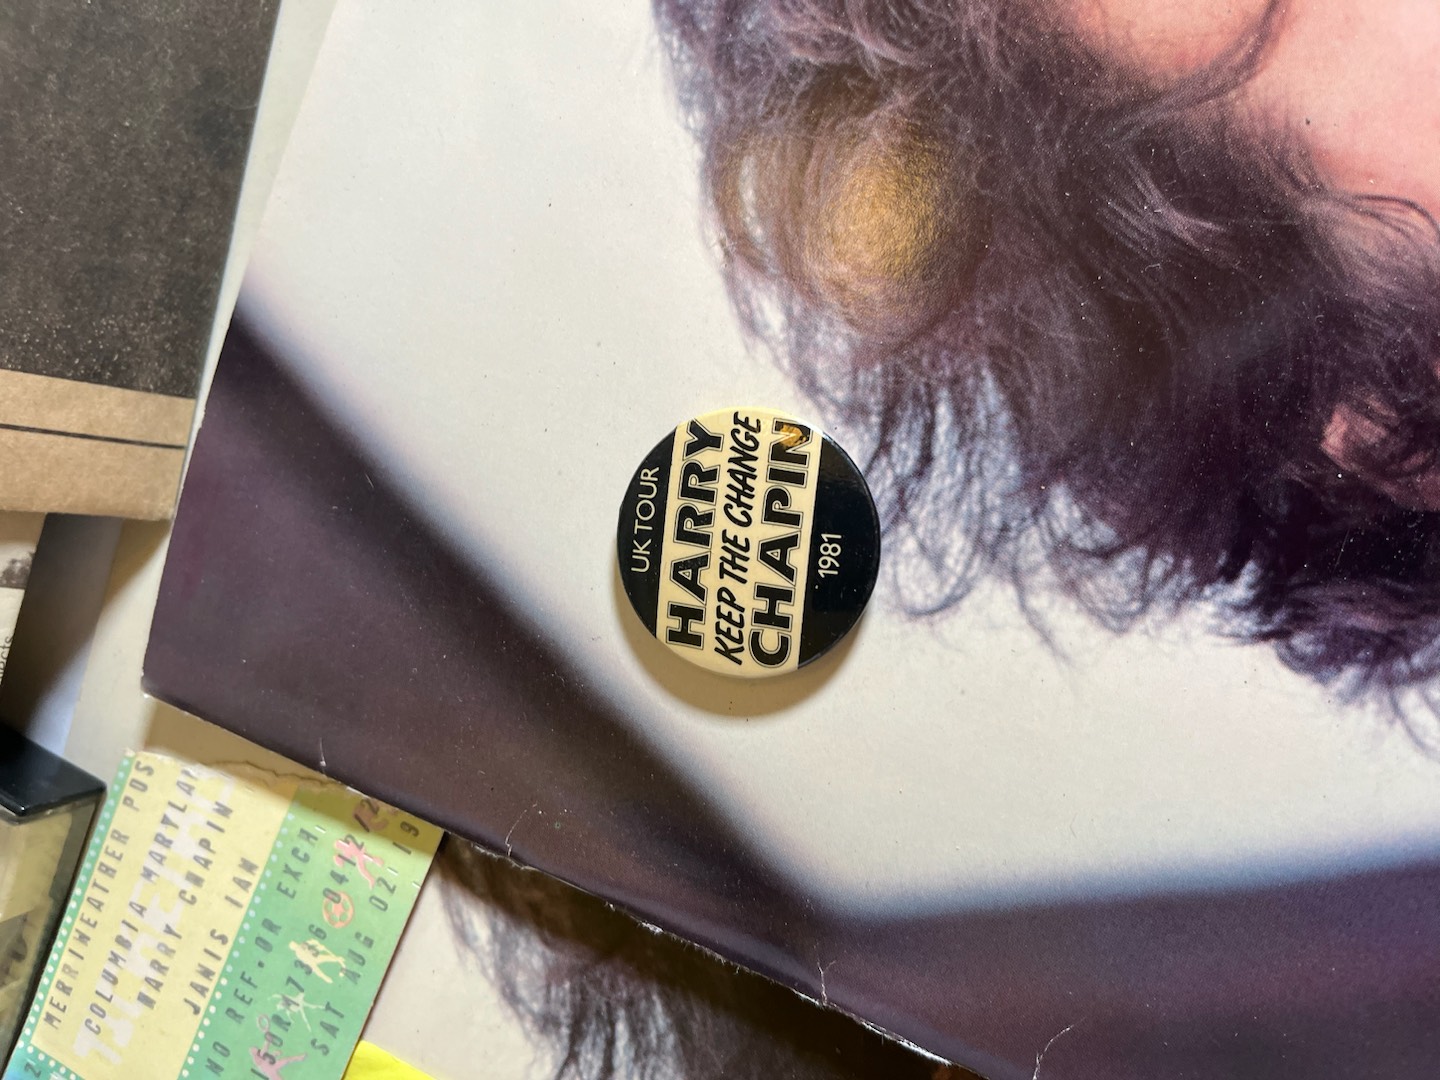 UK TOUR
HARRY
KEEP THE CHANGE
CHAPIN
1981
MERRIWEATHER POS
COLUMBIA MARYLAN
HARRY CHAPIN
JANIS IAN
NO REF.OR EXCH.
SAT AUG 02, 19